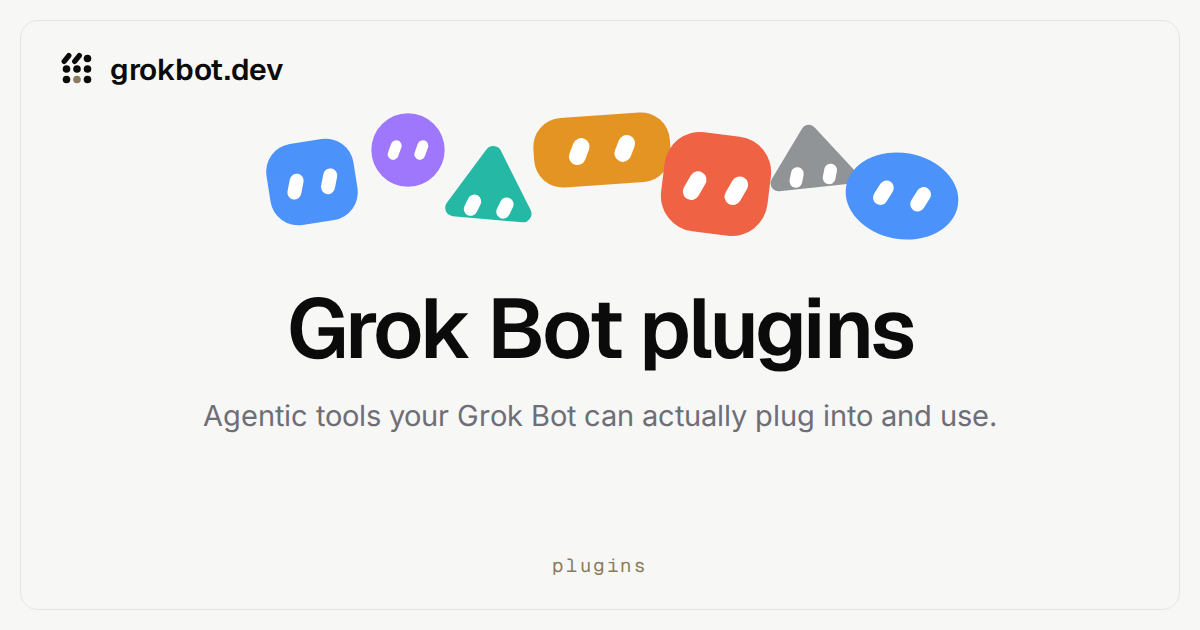 grokbot.dev
Grok Bot plugins
Agentic tools your Grok Bot can actually plug into and use.
plugins